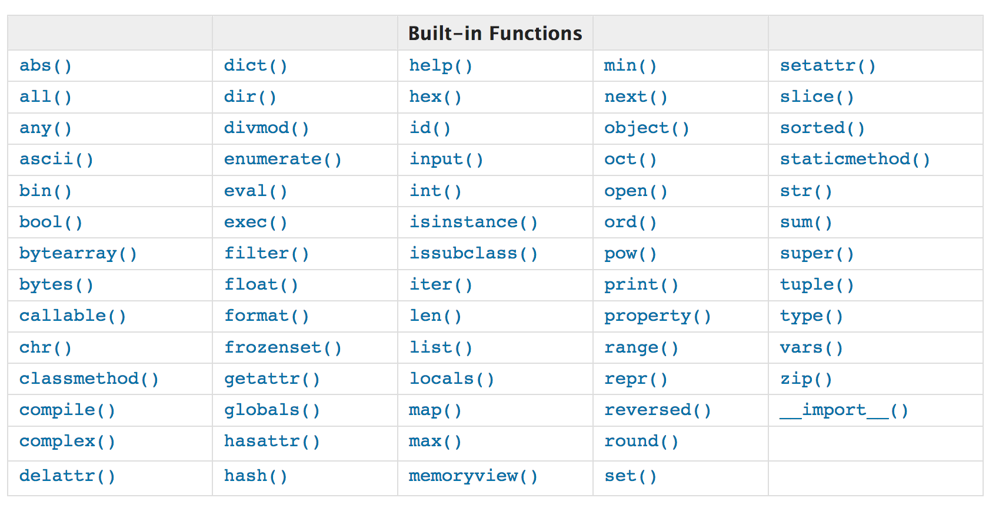 Built-in Functions
abs() dict() help() min() setattr()
all() dir() hex() next() slice()
any() divmod() id() object() sorted()
ascii() enumerate() input() oct() staticmethod()
bin() eval() int() open() str()
bool() exec() isinstance() ord() sum()
bytearray() filter() issubclass() pow() super()
bytes() float() iter() print() tuple()
callable() format() len() property() type()
chr() frozenset() list() range() vars()
classmethod() getattr() locals() repr() zip()
compile() globals() map() reversed() __import__()
complex() hasattr() max() round()
delattr() hash() memoryview() set()